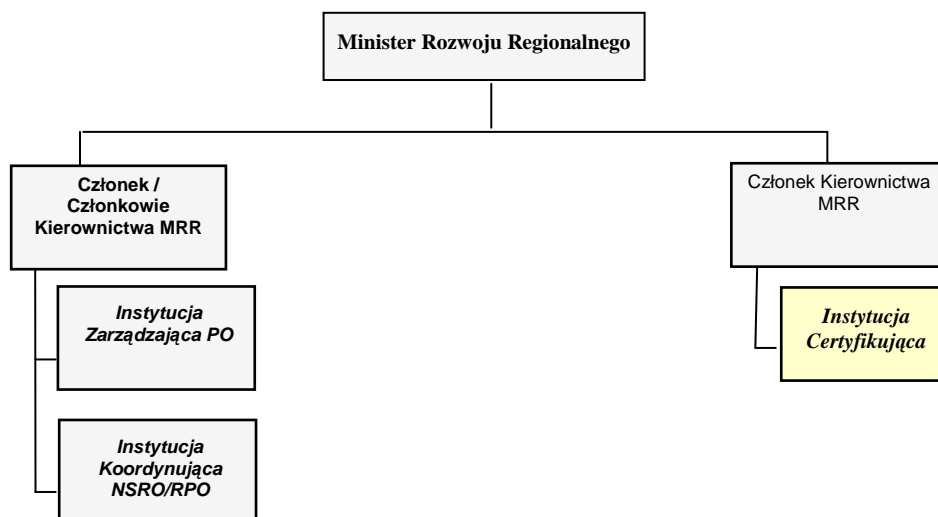 Minister Rozwoju Regionalnego
Członek /
Członkowie
Kierownictwa MRR
Członek Kierownictwa
MRR
Instytucja
Zarządzająca PO
Instytucja
Certyfikująca
Instytucja
Koordynująca
NSRO/RPO